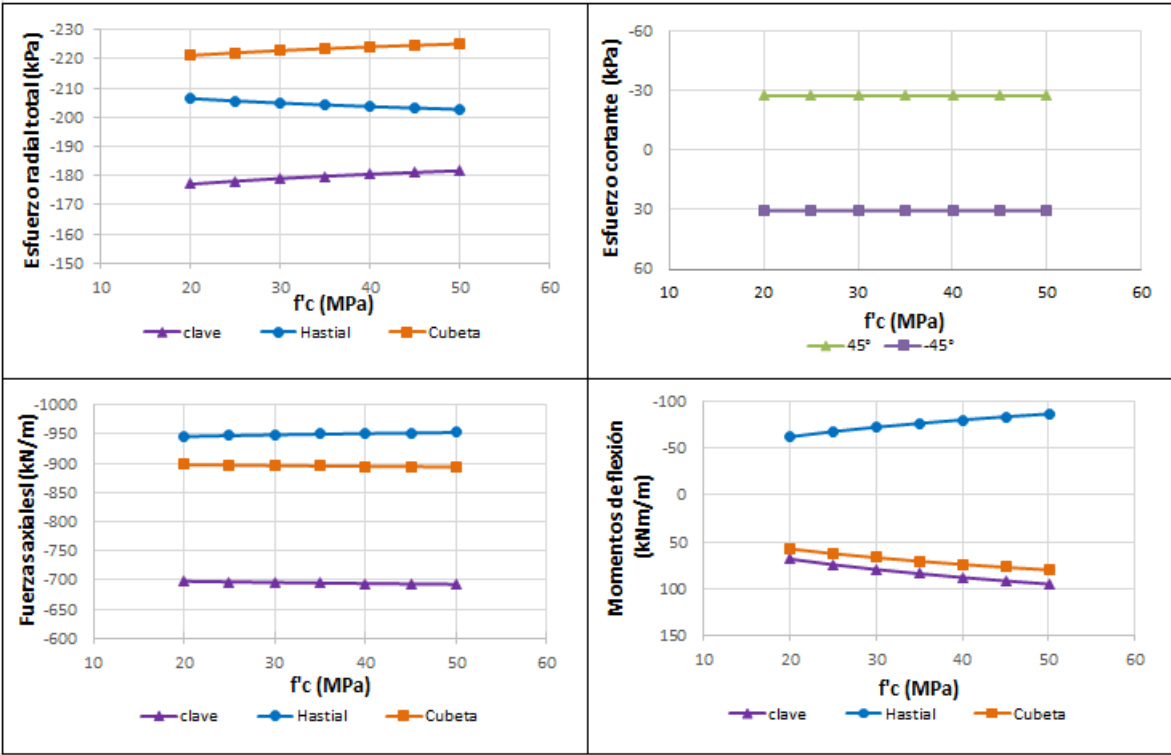 Esfuerzo radial total (kPa)
-230
-220
-210
-200
-190
-180
-170
-160
-150
10 20 30 40 50 60
f'c (MPa)
clave Hastial Cubeta
Esfuerzo cortante (kPa)
-60
-30
0
30
60
10 20 30 40 50 60
f'c (MPa)
45° -45°
Fuerzas axialesl (kN/m)
-1000
-950
-900
-850
-800
-750
-700
-650
-600
10 20 30 40 50 60
f'c (MPa)
clave Hastial Cubeta
Momentos de flexión
(kNm/m)
-100
-50
0
50
100
150
10 20 30 40 50 60
f'c (MPa)
clave Hastial Cubeta